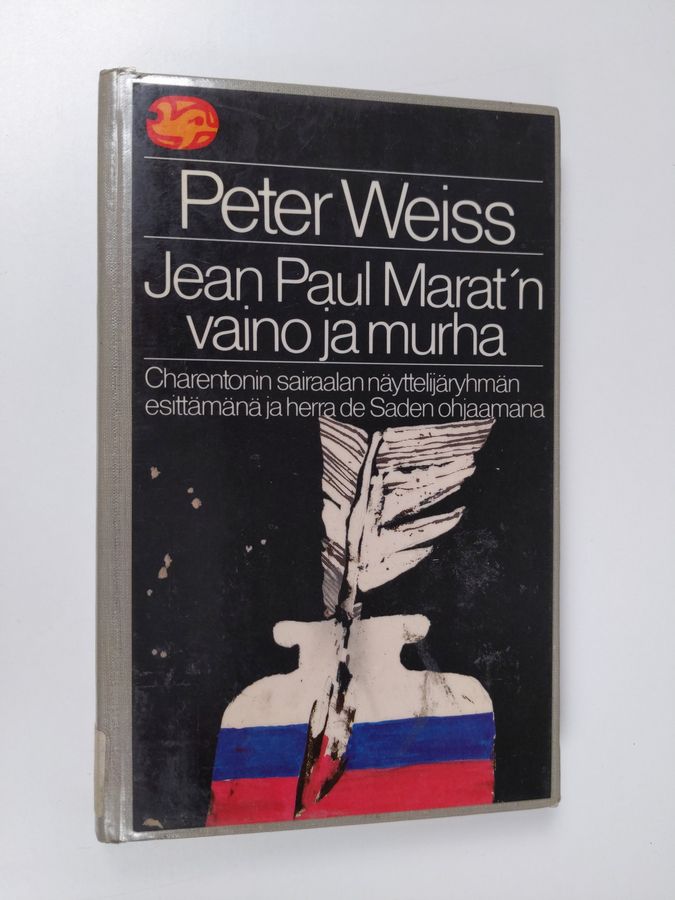 Peter Weiss
Jean Paul Marat´n
vaino ja murha
Charentonin sairaalan näyttelijäryhmän
esittämänä ja herra de Saden ohjaamana